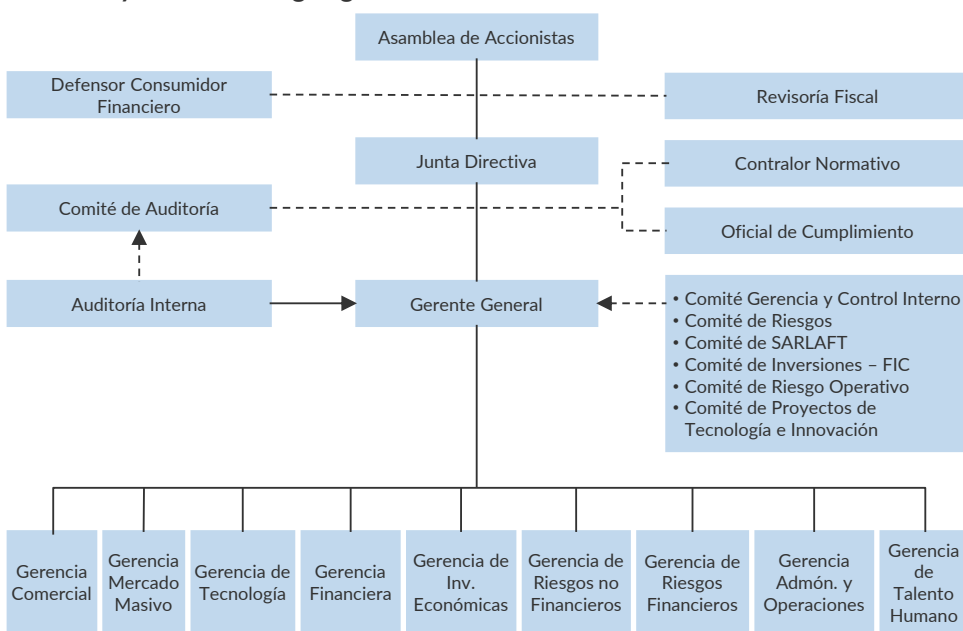 Asamblea de Accionistas
Defensor Consumidor
Financiero
Revisoría Fiscal
Junta Directiva
Contralor Normativo
Comité de Auditoría
Oficial de Cumplimiento
Auditoría Interna
Gerente General
• Comité Gerencia y Control Interno
• Comité de Riesgos
• Comité de SARLAFT
• Comité de Inversiones – FIC
• Comité de Riesgo Operativo
• Comité de Proyectos de
Tecnología e Innovación
Gerencia
Comercial
Gerencia
Mercado
Masivo
Gerencia de
Tecnología
Gerencia
Financiera
Gerencia de
Inv.
Económicas
Gerencia de
Riesgos no
Financieros
Gerencia de
Riesgos
Financieros
Gerencia
Admón. y
Operaciones
Gerencia
de
Talento
Humano